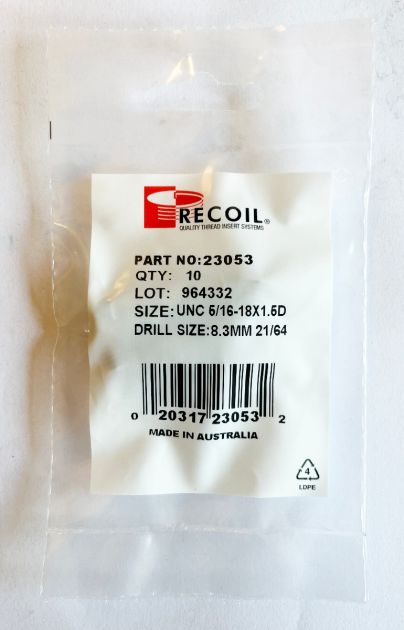 RECOIL®
QUALITY THREAD INSERT SYSTEMS
PART NO:23053
QTY: 10
LOT: 964332
SIZE:UNC 5/16-18X1.5D
DRILL SIZE:8.3MM 21/64
0 20317 23053 2
MADE IN AUSTRALIA
4
LDPE